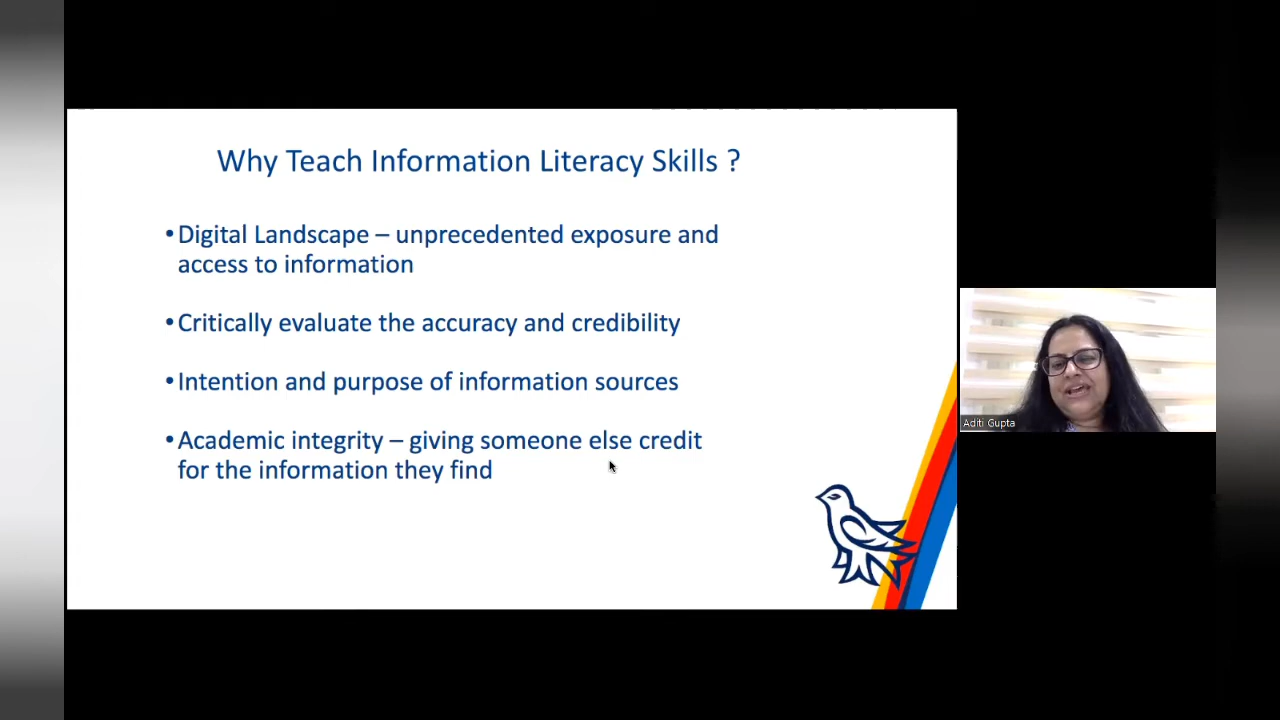 Why Teach Information Literacy Skills ?
•Digital Landscape – unprecedented exposure and
access to information
•Critically evaluate the accuracy and credibility
•Intention and purpose of information sources
•Academic integrity – giving someone else credit
for the information they find
Aditi Gupta